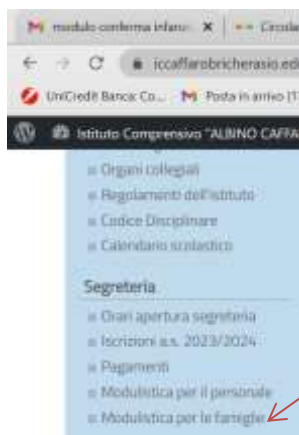 modulo conferma infanz
Circola
iccaffarobricherasio.edu
UniCredit Banca: Co...
Posta in arrivo (1
Istituto Comprensivo "ALBINO CAFFA
Organi collegiali
Regolamenti dell'istituto
Codice Disciplinare
Calendario scolastico
Segreteria
Orari apertura segreteria
Iscrizioni a.s. 2023/2024
Pagamenti
Modulistica per il personale
Modulistica per le famiglie